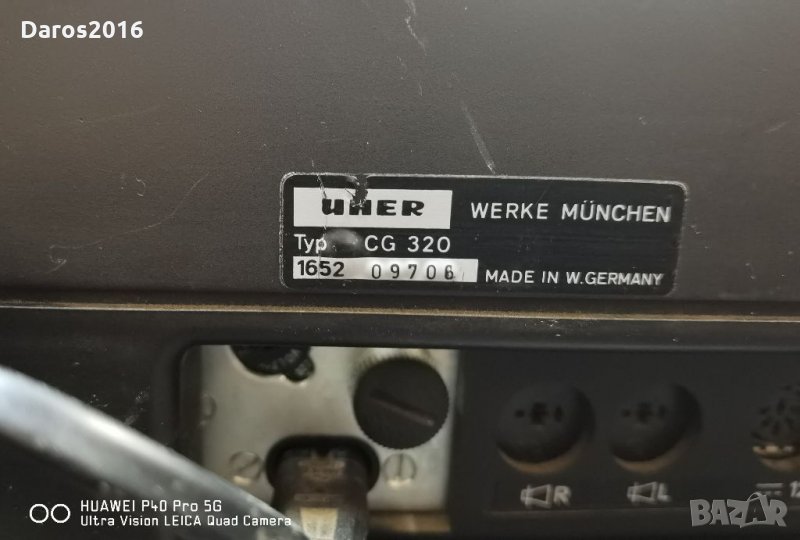 Daros2016
UHER WERKE MÜNCHEN
Typ CG 320
1652 09706 MADE IN W.GERMANY
R L
HUAWEI P40 Pro 5G
Ultra Vision LEICA Quad Camera
BAZAR